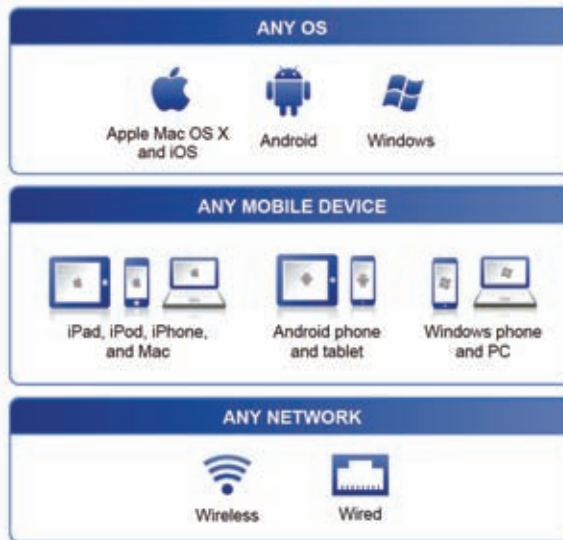 ANY OS
Apple Mac OS X
and iOS
Android
Windows
ANY MOBILE DEVICE
iPad, iPod, iPhone,
and Mac
Android phone
and tablet
Windows phone
and PC
ANY NETWORK
Wireless
Wired